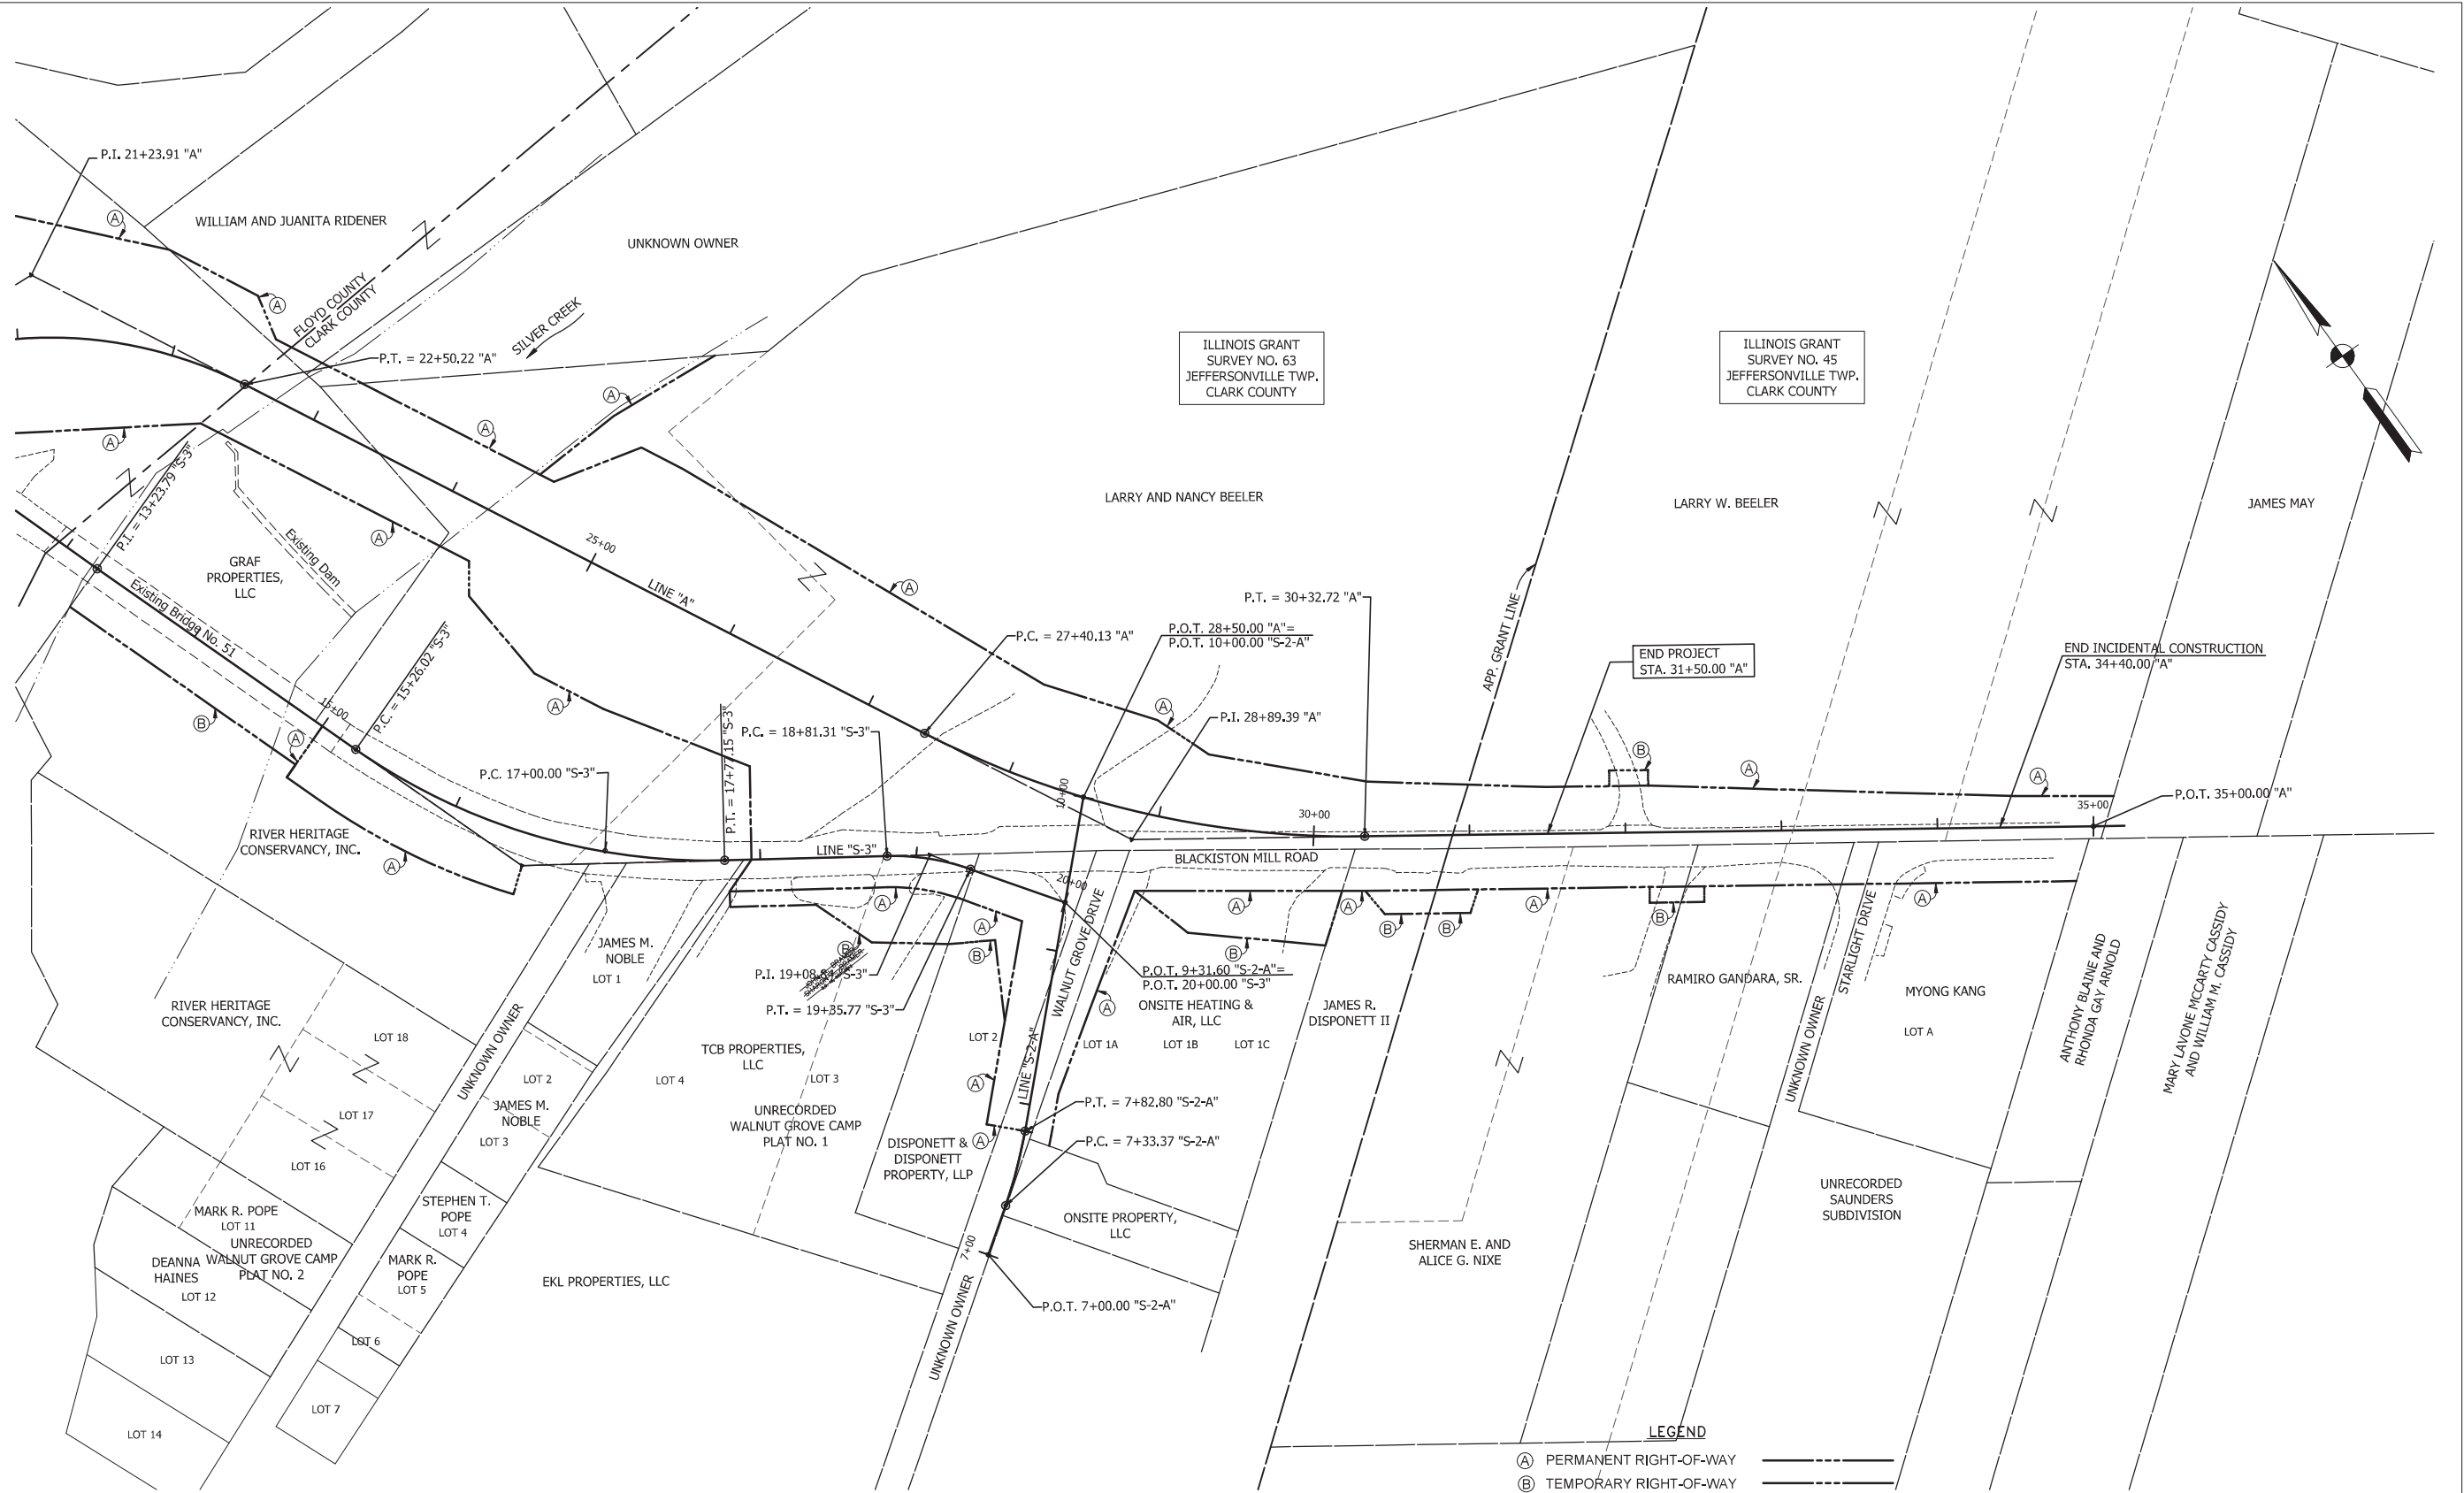 P.I. 21+23.91 "A"
WILLIAM AND JUANITA RIDENER
UNKNOWN OWNER
FLOYD COUNTY
CLARK COUNTY
SILVER CREEK
P.T. = 22+50.22 "A"
ILLINOIS GRANT
SURVEY NO. 63
JEFFERSONVILLE TWP.
CLARK COUNTY
ILLINOIS GRANT
SURVEY NO. 45
JEFFERSONVILLE TWP.
CLARK COUNTY
A
A
A
A
A
A
P.I. = 13+23.79 "S-3"
Existing Dam
GRAF
PROPERTIES,
LLC
Existing Bridge No. 51
25+00
LINE "A"
LARRY AND NANCY BEELER
LARRY W. BEELER
JAMES MAY
A
P.C. = 27+40.13 "A"
P.T. = 30+32.72 "A"
P.O.T. 28+50.00 "A"=
P.O.T. 10+00.00 "S-2-A"
APP. GRANT LINE
END PROJECT
STA. 31+50.00 "A"
END INCIDENTAL CONSTRUCTION
STA. 34+40.00 "A"
P.C. = 15+26.02 "S-3"
15+00
B
A
A
A
P.T. = 17+77.15 "S-3"
P.C. = 18+81.31 "S-3"
P.C. 17+00.00 "S-3"
P.I. 28+89.39 "A"
10+00
30+00
B
A
A
35+00
P.O.T. 35+00.00 "A"
RIVER HERITAGE
CONSERVANCY, INC.
A
LINE "S-3"
BLACKISTON MILL ROAD
20+00
WALNUT GROVE DRIVE
A
A
B
B
A
A
B
B
B
A
B
A
JAMES M.
NOBLE
LOT 1
P.I. 19+08.84 "S-3"
P.T. = 19+35.77 "S-3"
P.O.T. 9+31.60 "S-2-A"=
P.O.T. 20+00.00 "S-3"
A
ONSITE HEATING &
AIR, LLC
LOT 1A
LOT 1B
LOT 1C
JAMES R.
DISPONETT II
RAMIRO GANDARA, SR.
STARLIGHT DRIVE
UNKNOWN OWNER
MYONG KANG
LOT A
ANTHONY BLAINE AND
RHONDA GAY ARNOLD
MARY LAVONE MCCARTY CASSIDY
AND WILLIAM M. CASSIDY
RIVER HERITAGE
CONSERVANCY, INC.
LOT 18
LOT 17
LOT 16
UNKNOWN OWNER
LOT 2
JAMES M.
NOBLE
LOT 3
TCB PROPERTIES,
LLC
LOT 4
LOT 3
LOT 2
UNRECORDED
WALNUT GROVE CAMP
PLAT NO. 1
LINE "S-2-A"
A
A
DISPONETT &
DISPONETT
PROPERTY, LLP
P.T. = 7+82.80 "S-2-A"
P.C. = 7+33.37 "S-2-A"
MARK R. POPE
LOT 11
UNRECORDED
WALNUT GROVE CAMP
PLAT NO. 2
DEANNA
HAINES
LOT 12
STEPHEN T.
POPE
LOT 4
MARK R.
POPE
LOT 5
LOT 6
LOT 7
LOT 13
LOT 14
EKL PROPERTIES, LLC
UNKNOWN OWNER
7+00
P.O.T. 7+00.00 "S-2-A"
ONSITE PROPERTY,
LLC
SHERMAN E. AND
ALICE G. NIXE
UNRECORDED
SAUNDERS
SUBDIVISION
LEGEND
A PERMANENT RIGHT-OF-WAY
B TEMPORARY RIGHT-OF-WAY